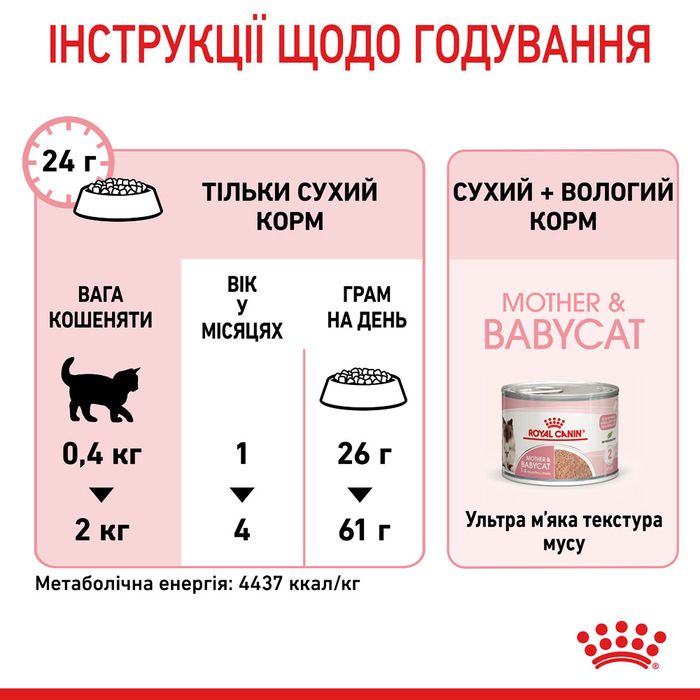 ІНСТРУКЦІЇ ЩОДО ГОДУВАННЯ
24 г
ТІЛЬКИ СУХИЙ
КОРМ
ВАГА
КОШЕНЯТИ
ВІК
У
МІСЯЦЯХ
ГРАМ
НА ДЕНЬ
0,4 кг
1
26 г
2 кг
4
61 г
СУХИЙ + ВОЛОГИЙ
КОРМ
MOTHER &
BABYCAT
ROYAL CANIN
MOTHER &
BABYCAT
Ультра м'яка текстура
мусу
Метаболічна енергія: 4437 ккал/кг